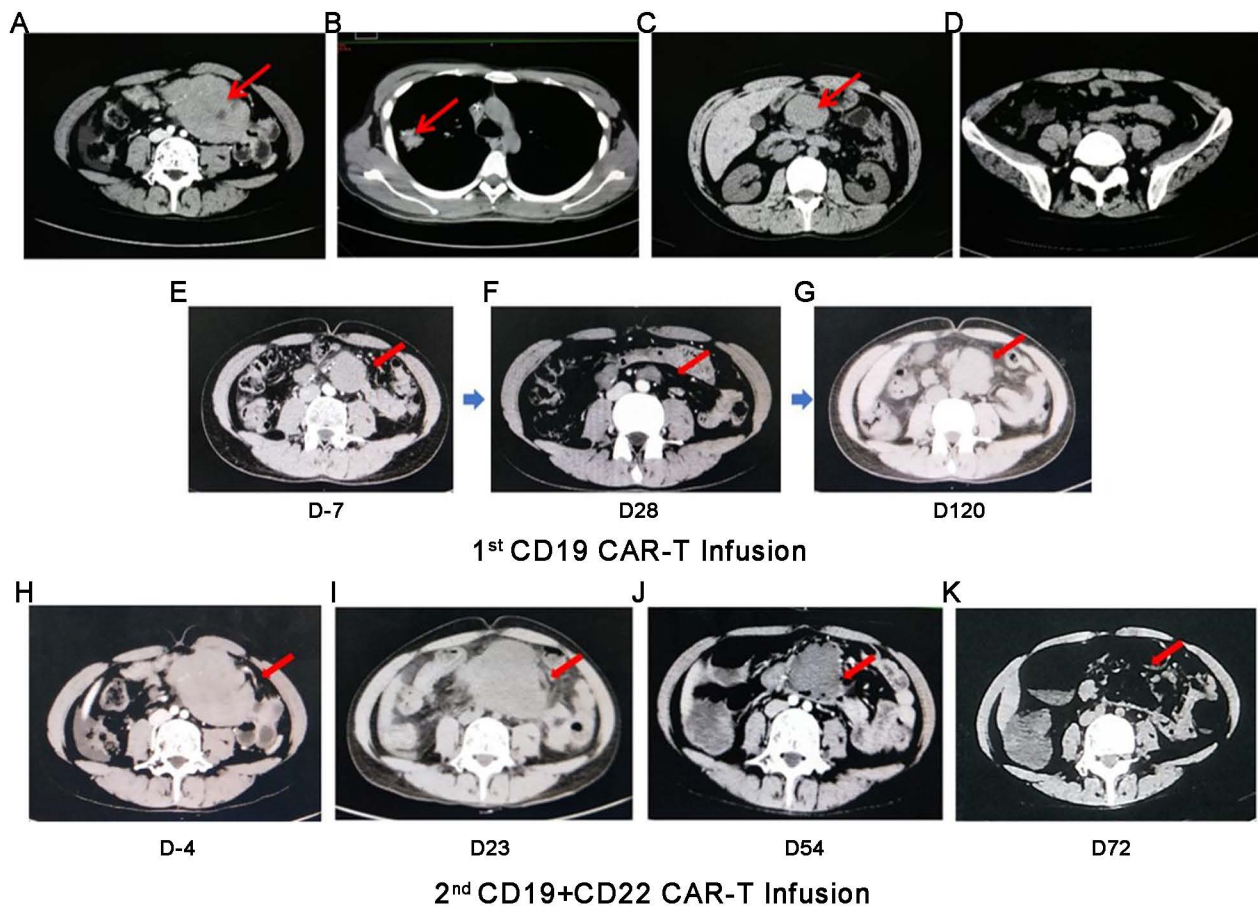 A B C D
E F G
D-7 D28 D120
1st CD19 CAR-T Infusion
H I J K
D-4 D23 D54 D72
2nd CD19+CD22 CAR-T Infusion